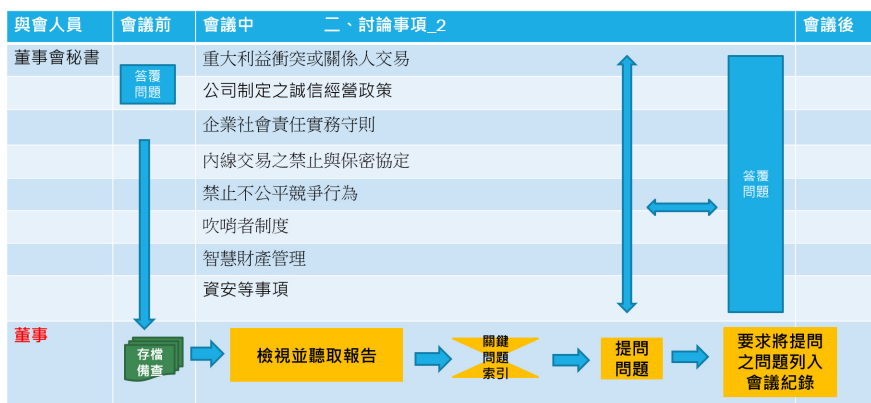 與會人員 會議前 會議中 二、討論事項_2 會議後
董事會秘書
答覆
問題
重大利益衝突或關係人交易
公司制定之誠信經營政策
企業社會責任實務守則
內線交易之禁止與保密協定
禁止不公平競爭行為
吹哨者制度
智慧財產管理
資安等事項
答覆
問題
董事
存檔
備查
檢視並聽取報告
關鍵
問題
索引
提問
問題
要求將提問
之問題列入
會議紀錄